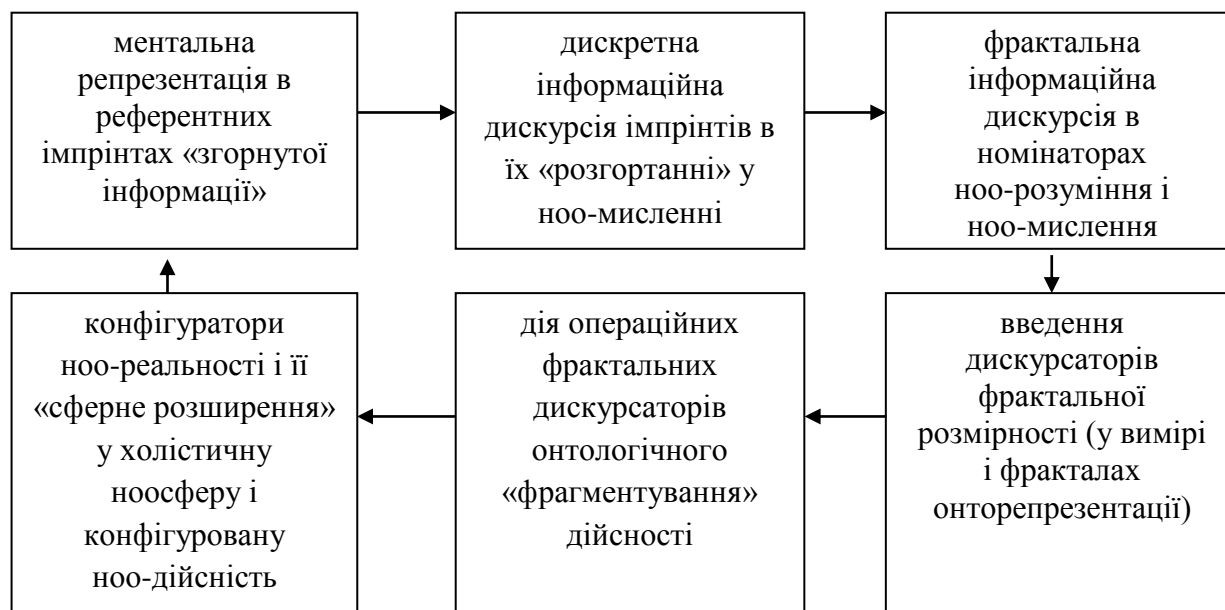 ментальна
репрезентація в
референтних
імпрінтах «згорнутої
інформації»
дискретна
інформаційна
дискурсія імпрінтів в
їх «розгортанні» у
ноо-мисленні
фрактальна
інформаційна
дискурсія в
номінаторах
ноо-розуміння і
ноо-мислення
конфігуратори
ноо-реальності і її
«сферне розширення»
у холістичну
ноосферу і
конфігуровану
ноо-дійсність
дія операційних
фрактальних
дискурсаторів
онтологічного
«фрагментування»
дійсності
введення
дискурсаторів
фрактальної
розмірності (у вимірі
і фракталах
онторепрезентації)